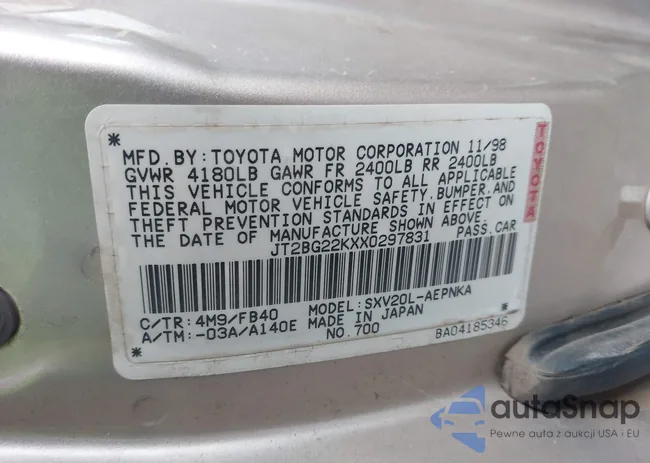 MFD. BY: TOYOTA MOTOR CORPORATION 11/98
GVWR 4180LB GAWR FR 2400LB RR 2400LB
THIS VEHICLE CONFORMS TO ALL APPLICABLE
FEDERAL MOTOR VEHICLE SAFETY, BUMPER, AND
THEFT PREVENTION STANDARDS IN EFFECT ON
THE DATE OF MANUFACTURE SHOWN ABOVE.
JT2BG22KXX0297831 PASS.CAR
C/TR: 4M9/FB40 MODEL: SXV20L-AEPNKA
A/TM: -03A/A140E MADE IN JAPAN
NO.700 BA04185346
TOYOTA
autoSnap
Pewne auta z aukcji USA i EU